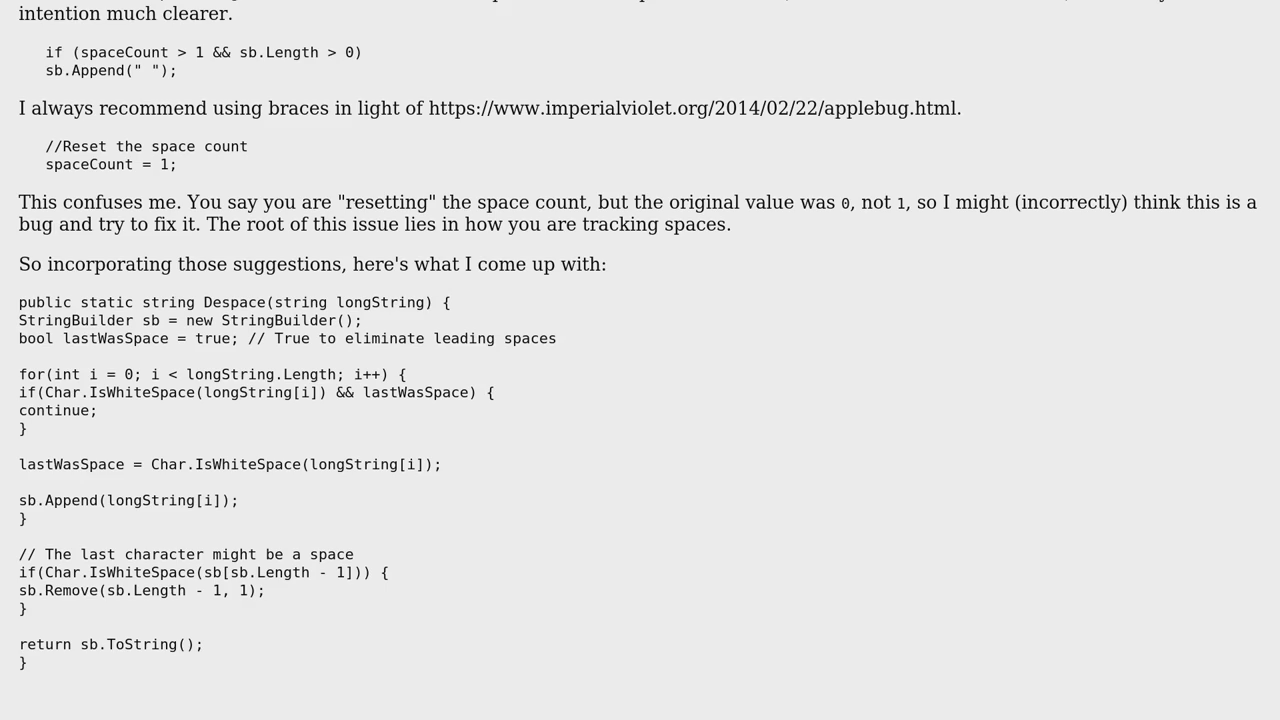 intention much clearer.
if (spaceCount > 1 && sb.Length > 0)
sb.Append(" ");
I always recommend using braces in light of https://www.imperialviolet.org/2014/02/22/applebug.html.
//Reset the space count
spaceCount = 1;
This confuses me. You say you are "resetting" the space count, but the original value was 0, not 1, so I might (incorrectly) think this is a
bug and try to fix it. The root of this issue lies in how you are tracking spaces.
So incorporating those suggestions, here's what I come up with:
public static string Despace(string longString) {
StringBuilder sb = new StringBuilder();
bool lastWasSpace = true; // True to eliminate leading spaces
for(int i = 0; i < longString.Length; i++) {
if(Char.IsWhiteSpace(longString[i]) && lastWasSpace) {
continue;
}
lastWasSpace = Char.IsWhiteSpace(longString[i]);
sb.Append(longString[i]);
}
// The last character might be a space
if(Char.IsWhiteSpace(sb[sb.Length - 1])) {
sb.Remove(sb.Length - 1, 1);
}
return sb.ToString();
}